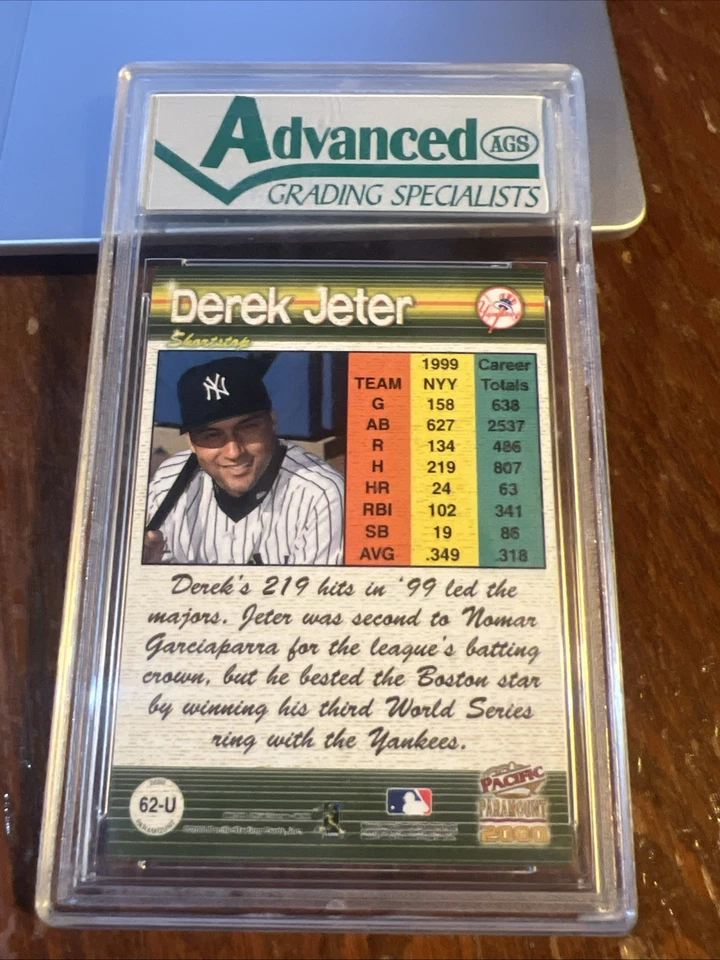 Advanced AGS
GRADING SPECIALISTS
Derek Jeter
Shortstop
1999 Career
TEAM NYY Totals
G 158 638
AB 627 2537
R 134 486
H 219 807
HR 24 63
RBI 102 341
SB 19 86
AVG .349 .318
Derek's 219 hits in '99 led the
majors. Jeter was second to Nomar
Garciaparra for the league's batting
crown, but he bested the Boston star
by winning his third World Series
ring with the Yankees.
62-U
PARAMOUNT
PACIFIC
PARAMOUNT
2000